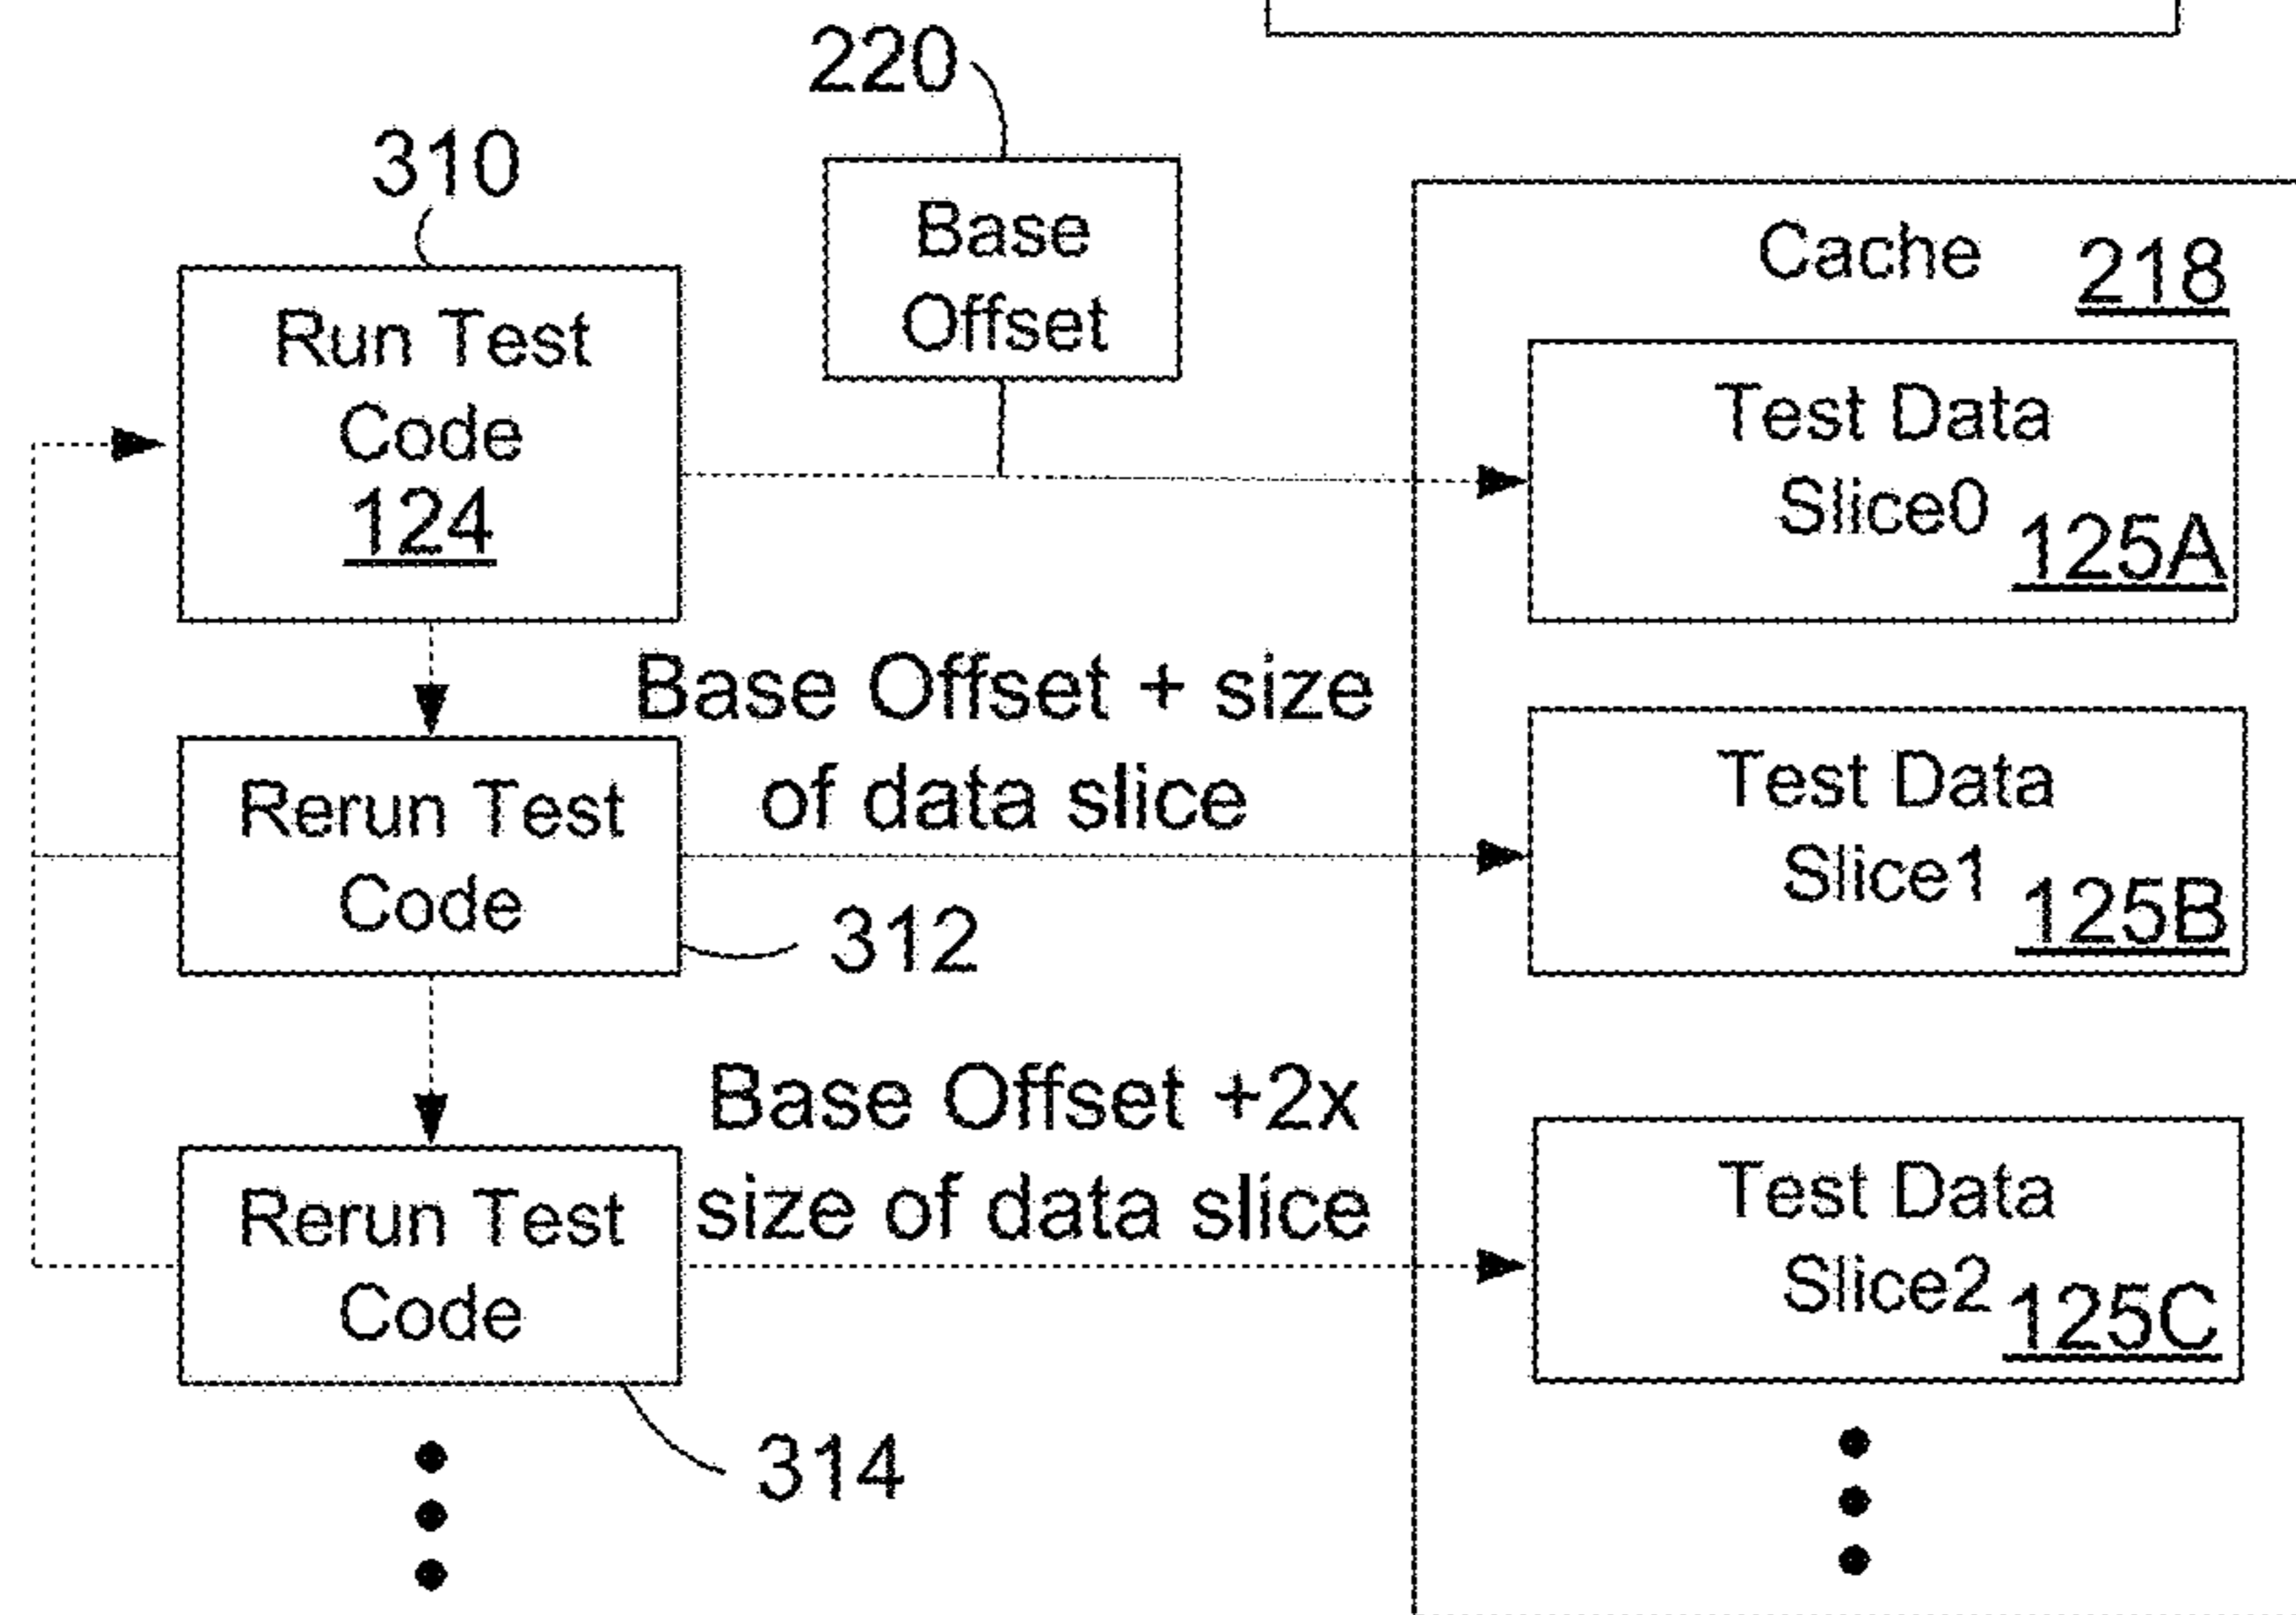 220
310
Base
Offset
Cache 218
Run Test
Code
124
Test Data
Slice0 125A
Base Offset + size
of data slice
Rerun Test
Code
312
Test Data
Slice1 125B
Base Offset +2x
size of data slice
Rerun Test
Code
314
Test Data
Slice2 125C